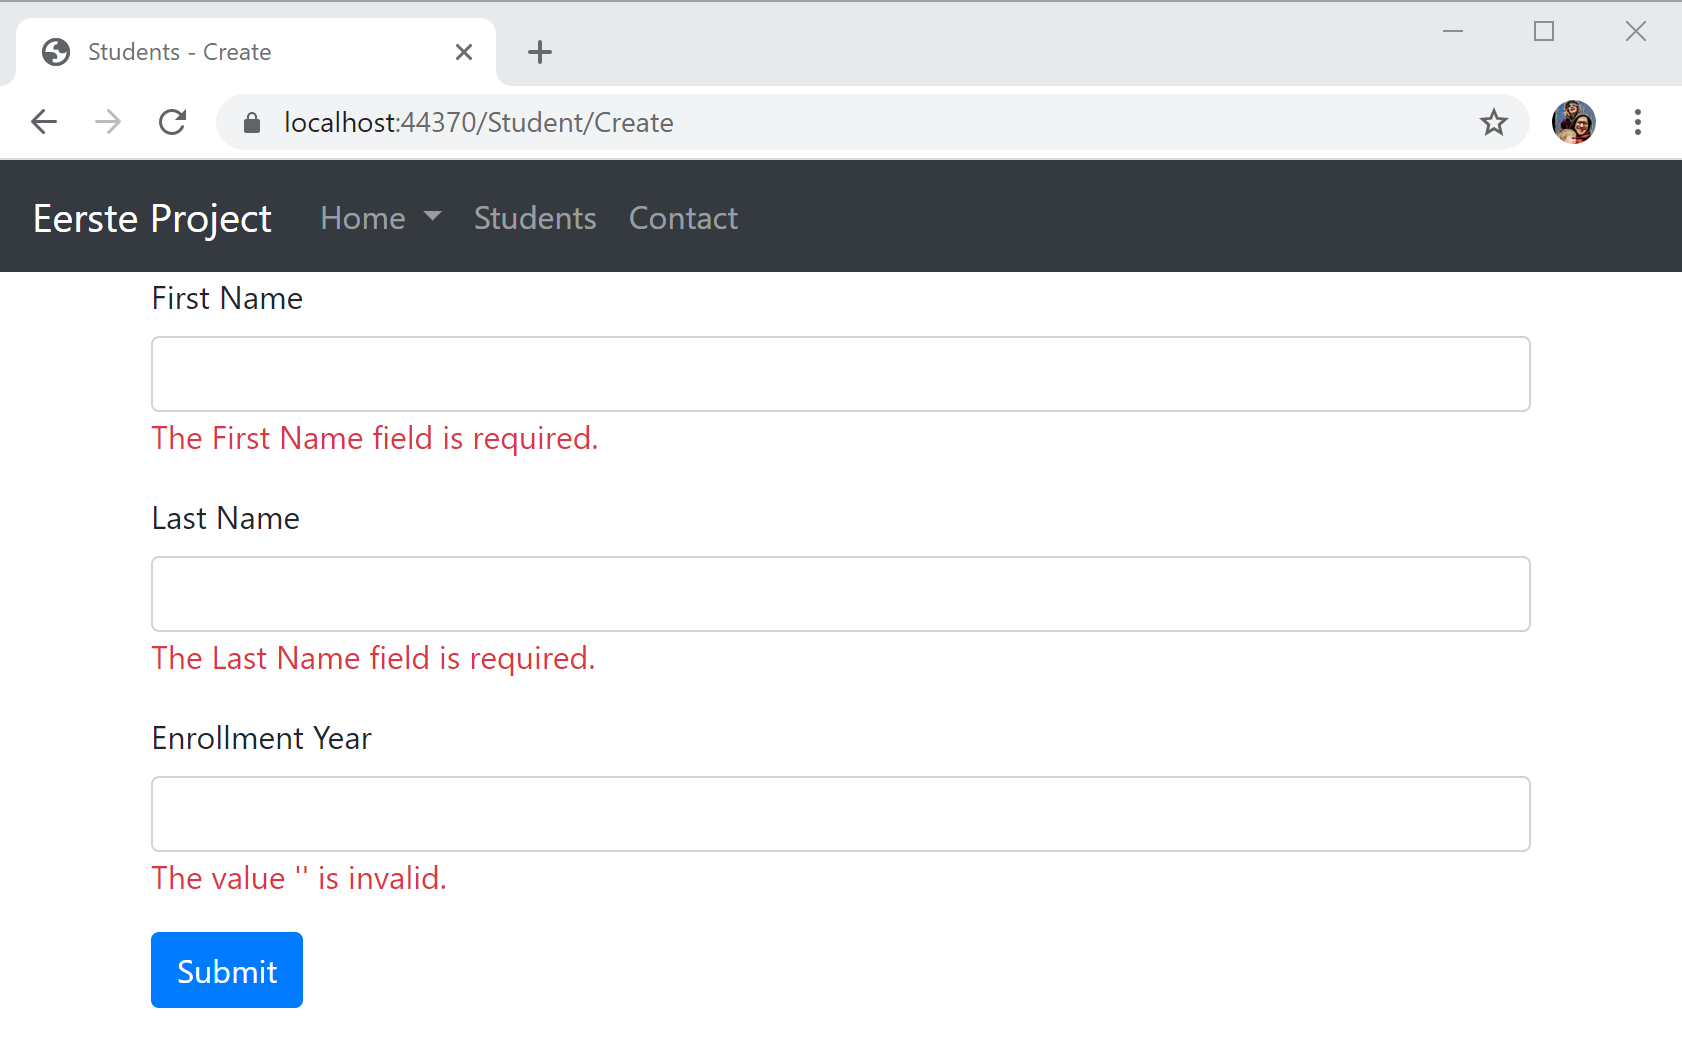 Students - Create
localhost:44370/Student/Create
Eerste Project Home Students Contact
First Name
The First Name field is required.
Last Name
The Last Name field is required.
Enrollment Year
The value '' is invalid.
Submit